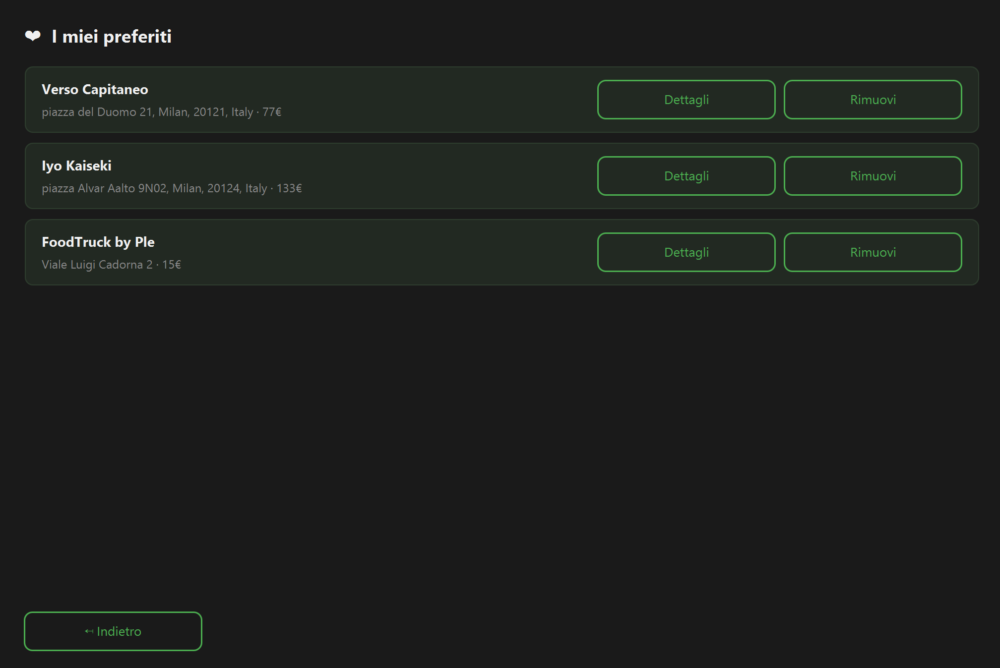 ❤ I miei preferiti
Verso Capitaneo
piazza del Duomo 21, Milan, 20121, Italy · 77€
Dettagli
Rimuovi
Iyo Kaiseki
piazza Alvar Aalto 9N02, Milan, 20124, Italy · 133€
Dettagli
Rimuovi
FoodTruck by Ple
Viale Luigi Cadorna 2 · 15€
Dettagli
Rimuovi
↤ Indietro